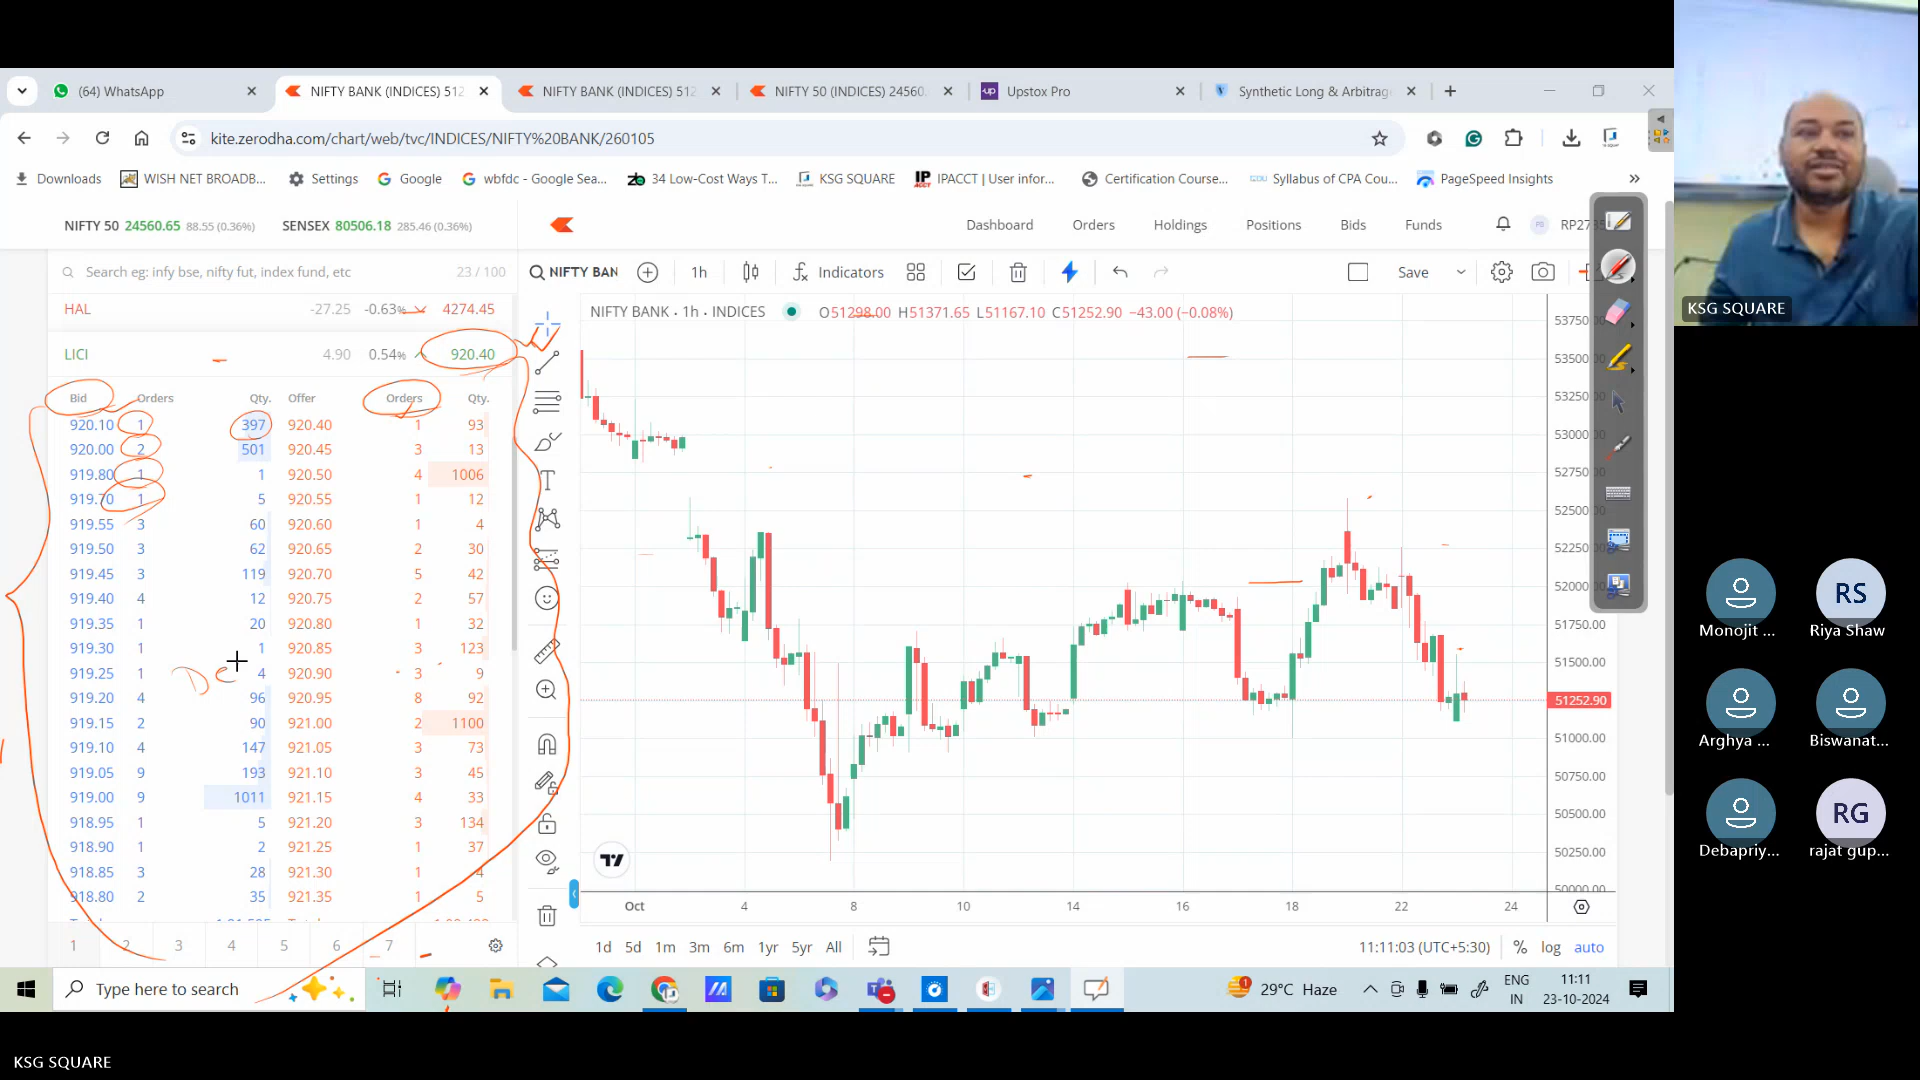 (64) WhatsApp
NIFTY BANK (INDICES) 512
NIFTY BANK (INDICES) 512
NIFTY 50 (INDICES) 24560.
Upstox Pro
Synthetic Long & Arbitrag
kite.zerodha.com/chart/web/tvc/INDICES/NIFTY%20BANK/260105
Downloads
WISH NET BROADB...
Settings
Google
wbfdc - Google Sea...
34 Low-Cost Ways T...
KSG SQUARE
IPACCT | User infor...
Certification Course...
Syllabus of CPA Cou...
PageSpeed Insights
NIFTY 50 24560.65 88.55 (0.36%) SENSEX 80506.18 285.46 (0.36%)
Dashboard Orders Holdings Positions Bids Funds
Search eg: infy bse, nifty fut, index fund, etc 23 / 100
NIFTY BAN 1h Indicators Save
HAL -27.25 -0.63% 4274.45
LICI 4.90 0.54% 920.40
NIFTY BANK · 1h · INDICES O51298.00 H51371.65 L51167.10 C51252.90 −43.00 (−0.08%)
Bid Orders Qty. Offer Orders Qty.
920.10 1 397 920.40 1 93
920.00 2 501 920.45 3 13
919.80 1 1 920.50 4 1006
919.70 1 5 920.55 1 12
919.55 3 60 920.60 1 4
919.50 3 62 920.65 2 30
919.45 3 119 920.70 5 42
919.40 4 12 920.75 2 57
919.35 1 20 920.80 1 32
919.30 1 1 920.85 3 123
919.25 1 4 920.90 3 9
919.20 4 96 920.95 8 92
919.15 2 90 921.00 2 1100
919.10 4 147 921.05 3 73
919.05 9 193 921.10 3 45
919.00 9 1011 921.15 4 33
918.95 1 5 921.20 3 134
918.90 1 2 921.25 1 37
918.85 3 28 921.30 1 4
918.80 2 35 921.35 1 5
De
1 2 3 4 5 6 7
53750
53500
53250
53000
52750
52500
52250
52000
51750.00
51500.00
51252.90
51000.00
50750.00
50500.00
50250.00
50000.00
Oct 4 8 10 14 16 18 22 24
1d 5d 1m 3m 6m 1yr 5yr All
11:11:03 (UTC+5:30) % log auto
Type here to search
29°C Haze
ENG
IN
11:11
23-10-2024
KSG SQUARE
RS
Monojit ...
Riya Shaw
Arghya ...
Biswanat...
RG
Debapriy...
rajat gup...
KSG SQUARE